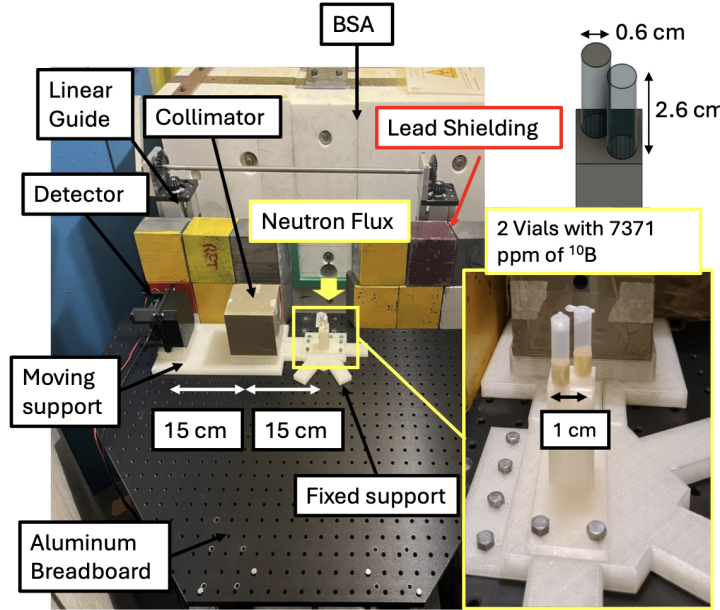 BSA
0.6 cm
Linear
Guide
Collimator
2.6 cm
Lead Shielding
Detector
Neutron Flux
2 Vials with 7371
ppm of ¹⁰B
RET
Moving
support
15 cm
15 cm
1 cm
Fixed support
Aluminum
Breadboard